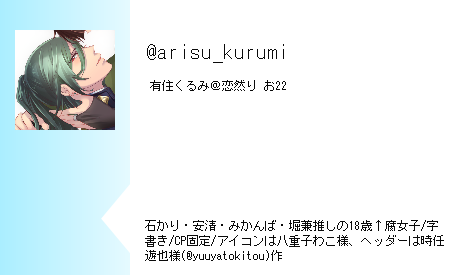 @arisu_kurumi
有住くるみ@恋然り お22
石かり・安清・みかんば・堀兼推しの18歳↑腐女子/字
書き/CP固定/アイコンは八重子わこ様、ヘッダーは時任
遊也様(@yuuyatokitou)作